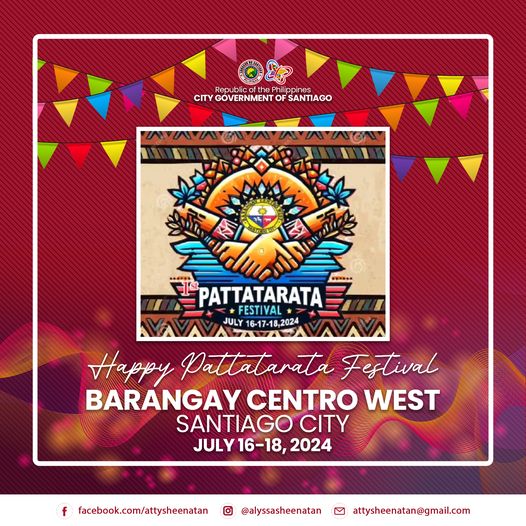 Republic of the Philippines
CITY GOVERNMENT OF SANTIAGO
1st
PATTATARATA
FESTIVAL
JULY 16-17-18,2024
Happy Pattatarata Festival
BARANGAY CENTRO WEST
SANTIAGO CITY
JULY 16-18, 2024
facebook.com/attysheenatan
@alyssasheenatan
attysheenatan@gmail.com